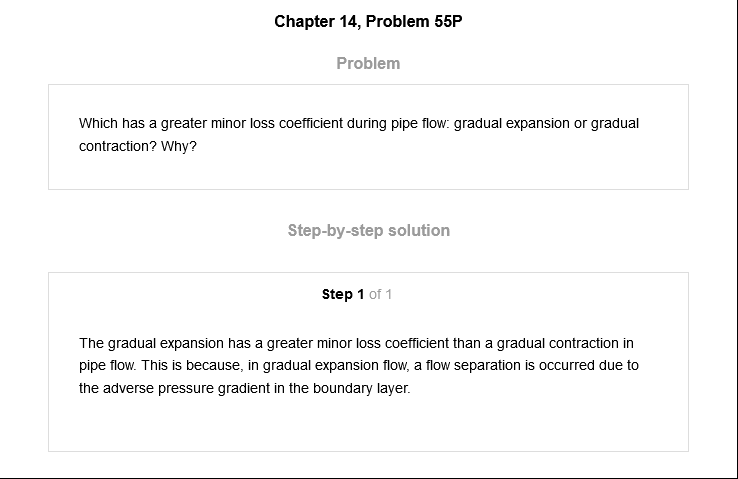 Chapter 14, Problem 55P
Problem
Which has a greater minor loss coefficient during pipe flow: gradual expansion or gradual
contraction? Why?
Step-by-step solution
Step 1 of 1
The gradual expansion has a greater minor loss coefficient than a gradual contraction in
pipe flow. This is because, in gradual expansion flow, a flow separation is occurred due to
the adverse pressure gradient in the boundary layer.